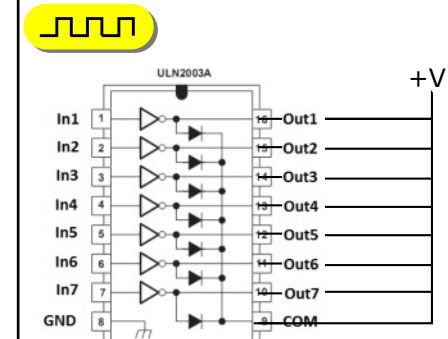 ULN2003A
+V
In1 1 16 Out1
In2 2 15 Out2
In3 3 14 Out3
In4 4 13 Out4
In5 5 12 Out5
In6 6 11 Out6
In7 7 10 Out7
GND 8 9 COM